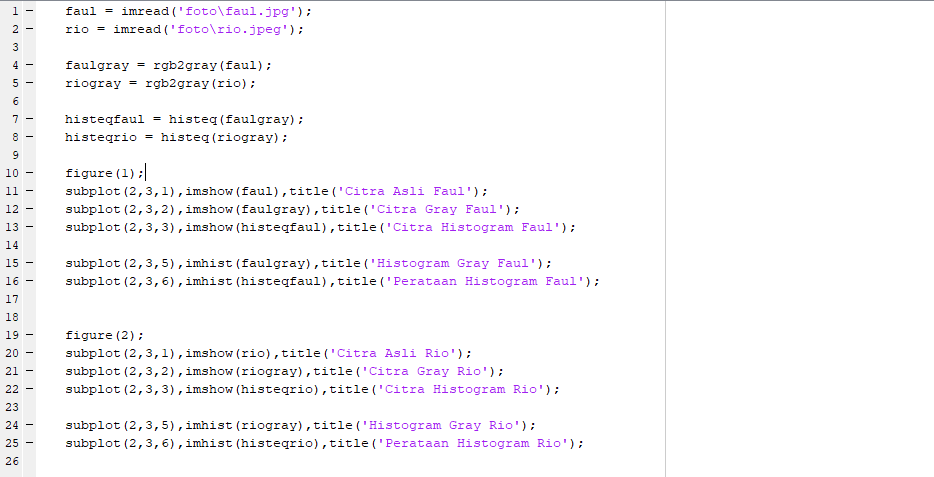 1 - faul = imread('foto\faul.jpg');
2 - rio = imread('foto\rio.jpeg');
3
4 - faulgray = rgb2gray(faul);
5 - riogray = rgb2gray(rio);
6
7 - histeqfaul = histeq(faulgray);
8 - histeqrio = histeq(riogray);
9
10 - figure(1);
11 - subplot(2,3,1),imshow(faul),title('Citra Asli Faul');
12 - subplot(2,3,2),imshow(faulgray),title('Citra Gray Faul');
13 - subplot(2,3,3),imshow(histeqfaul),title('Citra Histogram Faul');
14
15 - subplot(2,3,5),imhist(faulgray),title('Histogram Gray Faul');
16 - subplot(2,3,6),imhist(histeqfaul),title('Perataan Histogram Faul');
17
18
19 - figure(2);
20 - subplot(2,3,1),imshow(rio),title('Citra Asli Rio');
21 - subplot(2,3,2),imshow(riogray),title('Citra Gray Rio');
22 - subplot(2,3,3),imshow(histeqrio),title('Citra Histogram Rio');
23
24 - subplot(2,3,5),imhist(riogray),title('Histogram Gray Rio');
25 - subplot(2,3,6),imhist(histeqrio),title('Perataan Histogram Rio');
26